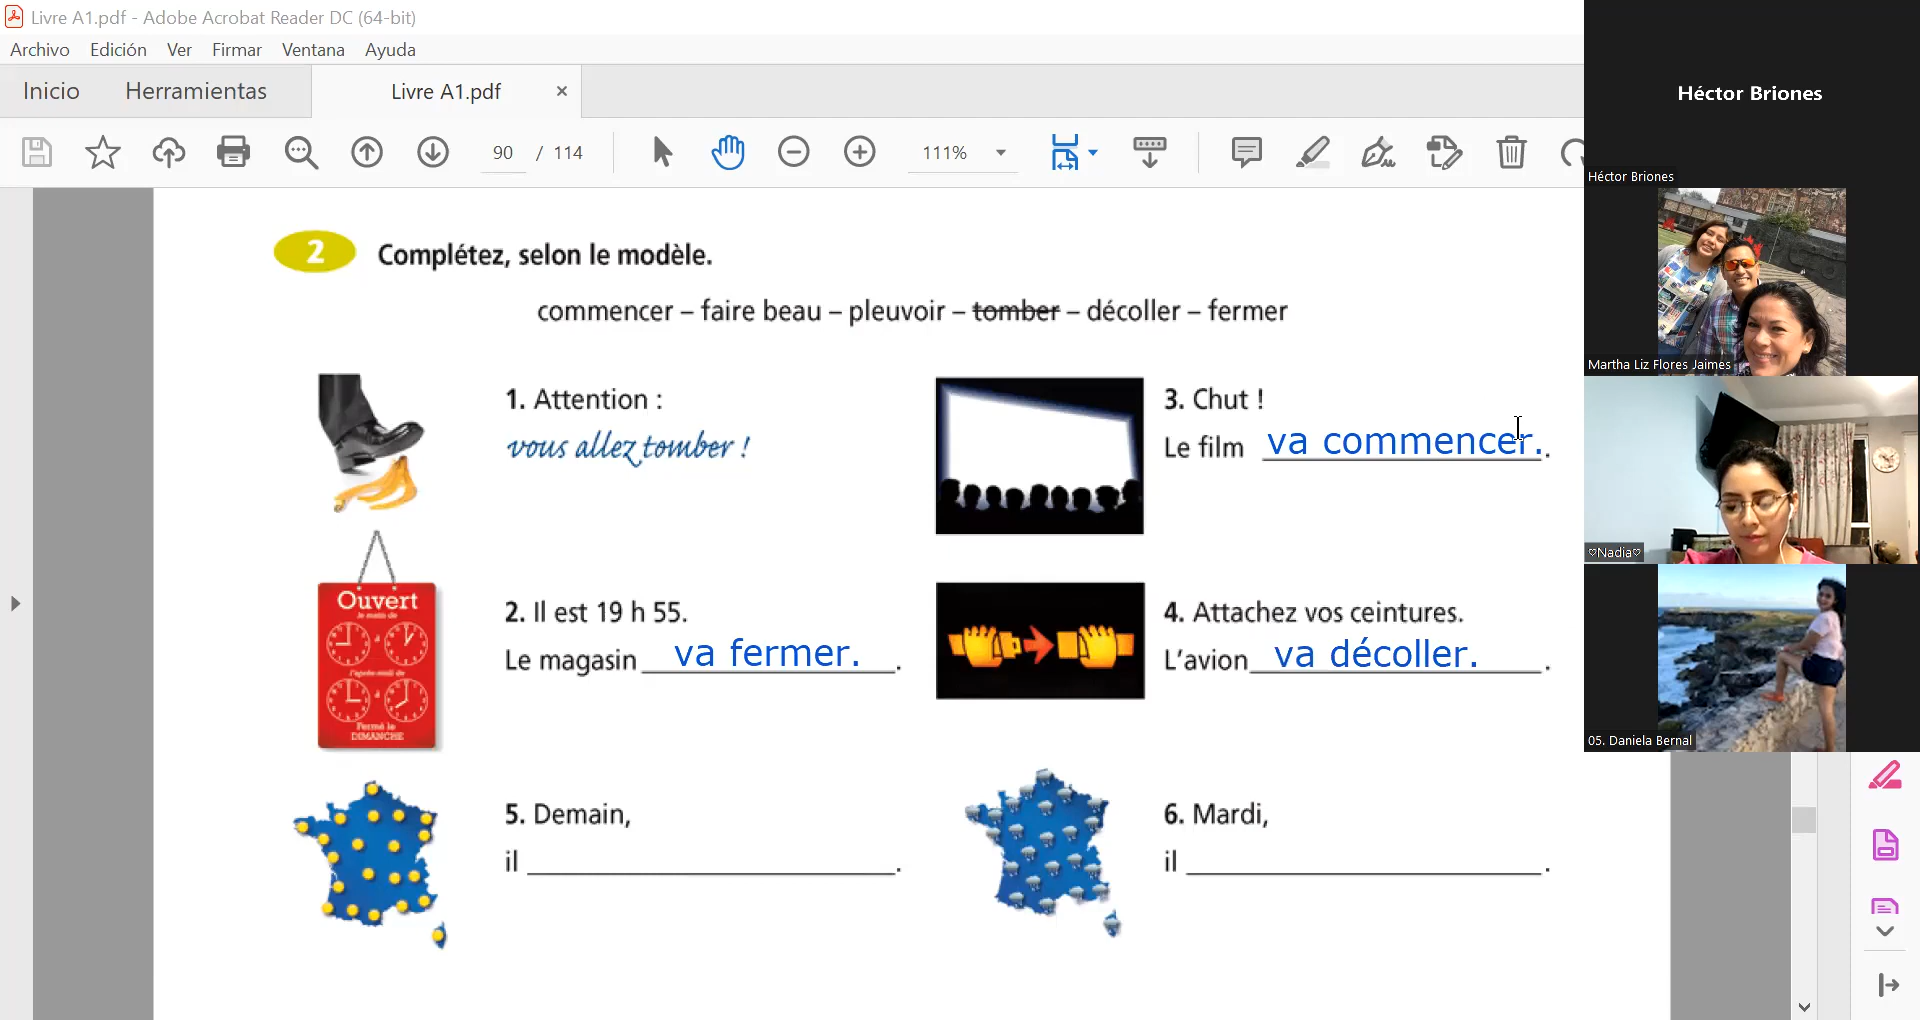 Livre A1.pdf - Adobe Acrobat Reader DC (64-bit)
Archivo Edición Ver Firmar Ventana Ayuda
Inicio Herramientas Livre A1.pdf ×
90 / 114 111%
2 Complétez, selon le modèle.
commencer – faire beau – pleuvoir – tomber – décoller – fermer
1. Attention :
vous allez tomber !
3. Chut !
Le film va commencer. .
Ouvert
Fermé le
DIMANCHE
2. Il est 19 h 55.
Le magasin va fermer. .
4. Attachez vos ceintures.
L'avion va décoller. .
5. Demain,
il .
6. Mardi,
il .
Héctor Briones
Héctor Briones
Martha Liz Flores Jaimes
♡Nadia♡
05. Daniela Bernal